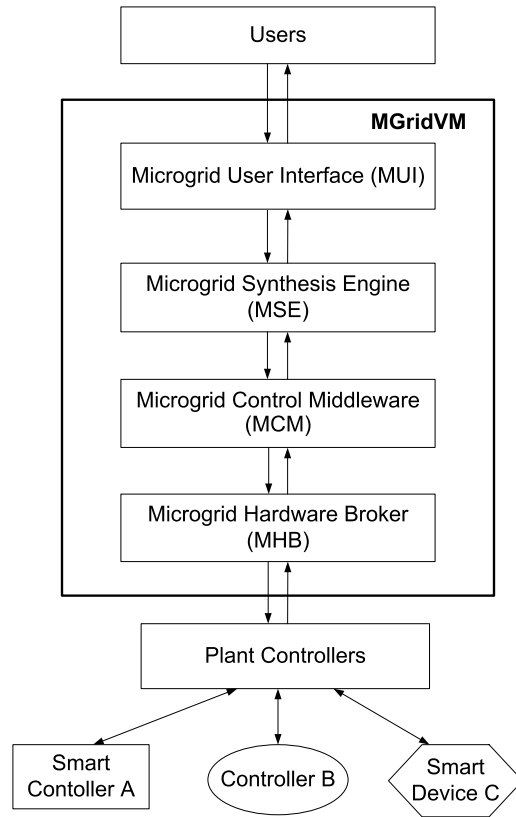 Users
MGridVM
Microgrid User Interface (MUI)
Microgrid Synthesis Engine
(MSE)
Microgrid Control Middleware
(MCM)
Microgrid Hardware Broker
(MHB)
Plant Controllers
Smart
Contoller A
Controller B
Smart
Device C